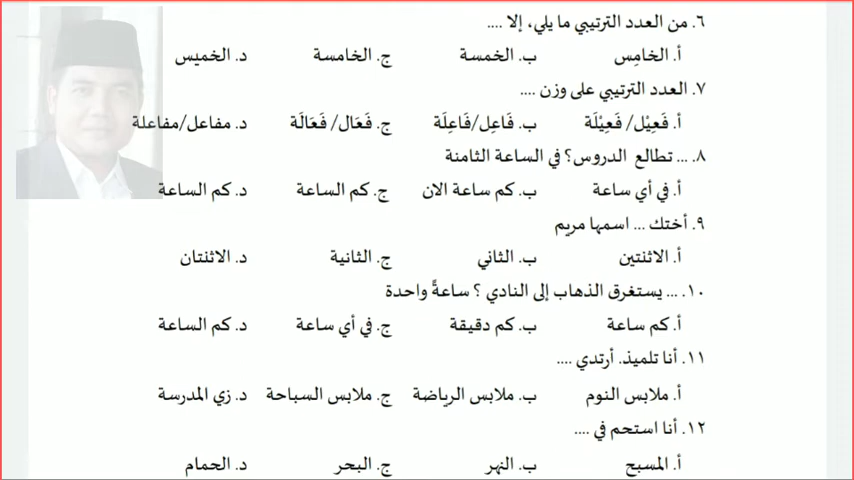 ٦. من العدد الترتيبي ما يلي، إلا ....
أ. الخامِس ب. الخمسة ج. الخامسة د. الخميس
٧. العدد الترتيبي على وزن ....
أ. فَعِيْل/ فَعِيْلَة ب. فَاعِل/فَاعِلَة ج. فَعَال/ فَعَالَة د. مفاعل/مفاعلة
٨. ... تطالع الدروس؟ في الساعة الثامنة
أ. في أي ساعة ب. كم ساعة الان ج. كم الساعة د. كم الساعة
٩. أختك ... اسمها مريم
أ. الاثنتين ب. الثاني ج. الثانية د. الاثنتان
١٠. ... يستغرق الذهاب إلى النادي ؟ ساعةً واحدة
أ. كم ساعة ب. كم دقيقة ج. في أي ساعة د. كم الساعة
١١. أنا تلميذ. أرتدي ....
أ. ملابس النوم ب. ملابس الرياضة ج. ملابس السباحة د. زي المدرسة
١٢. أنا استحم في ....
أ. المسبح ب. النهر ج. البحر د. الحمام